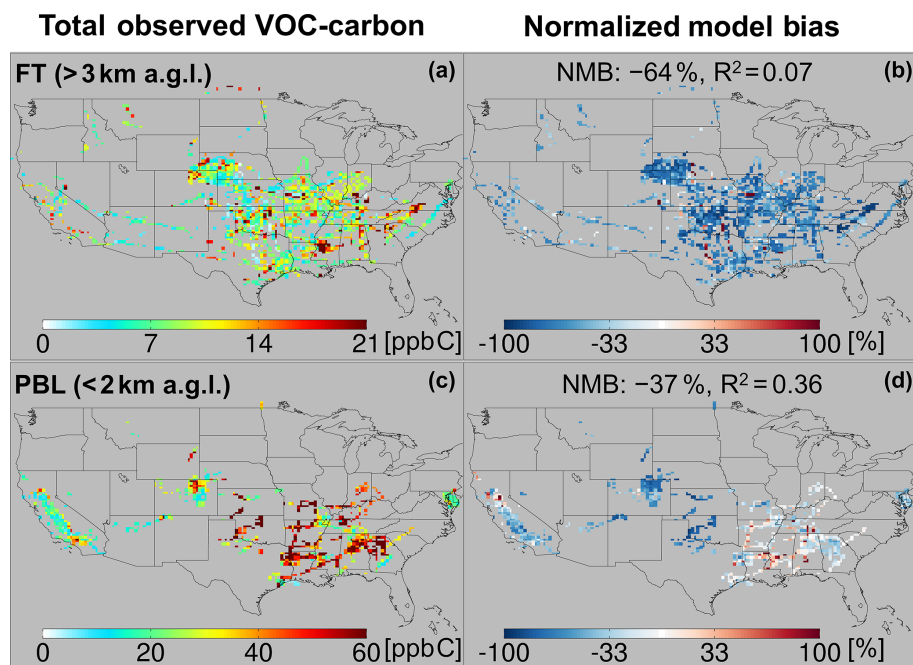 Total observed VOC-carbon
Normalized model bias
FT (> 3 km a.g.l.)
(a)
0 7 14 21 [ppbC]
NMB: −64 %, R² = 0.07
(b)
-100 -33 33 100 [%]
PBL (< 2 km a.g.l.)
(c)
0 20 40 60 [ppbC]
NMB: −37 %, R² = 0.36
(d)
-100 -33 33 100 [%]